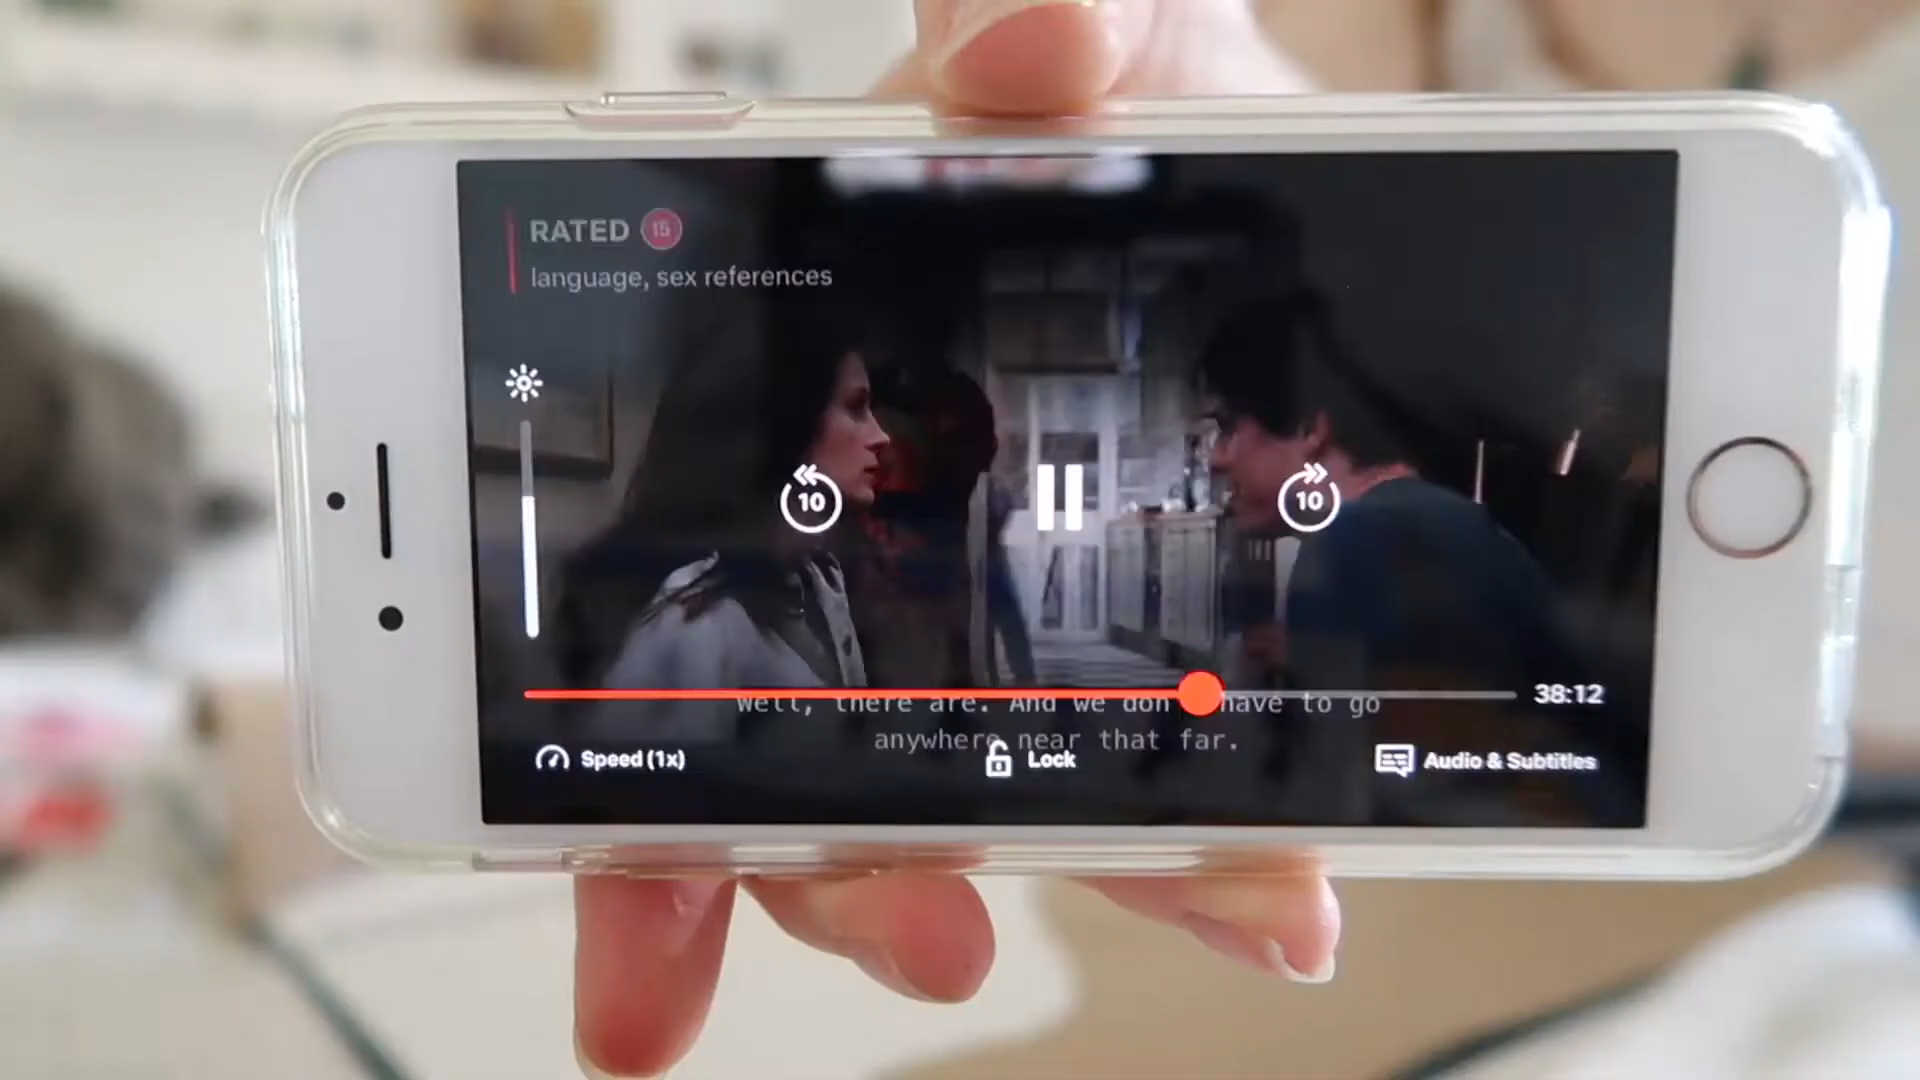 RATED 15
language, sex references
10
10
38:12
Well, there are. And we don have to go
anywhere near that far.
Speed (1x)
Lock
Audio & Subtitles